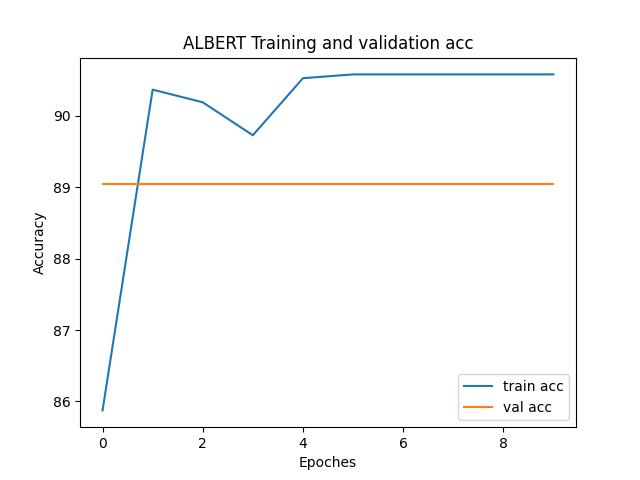 ALBERT Training and validation acc
90
89
88
87
86
Accuracy
0
2
4
6
8
Epoches
train acc
val acc